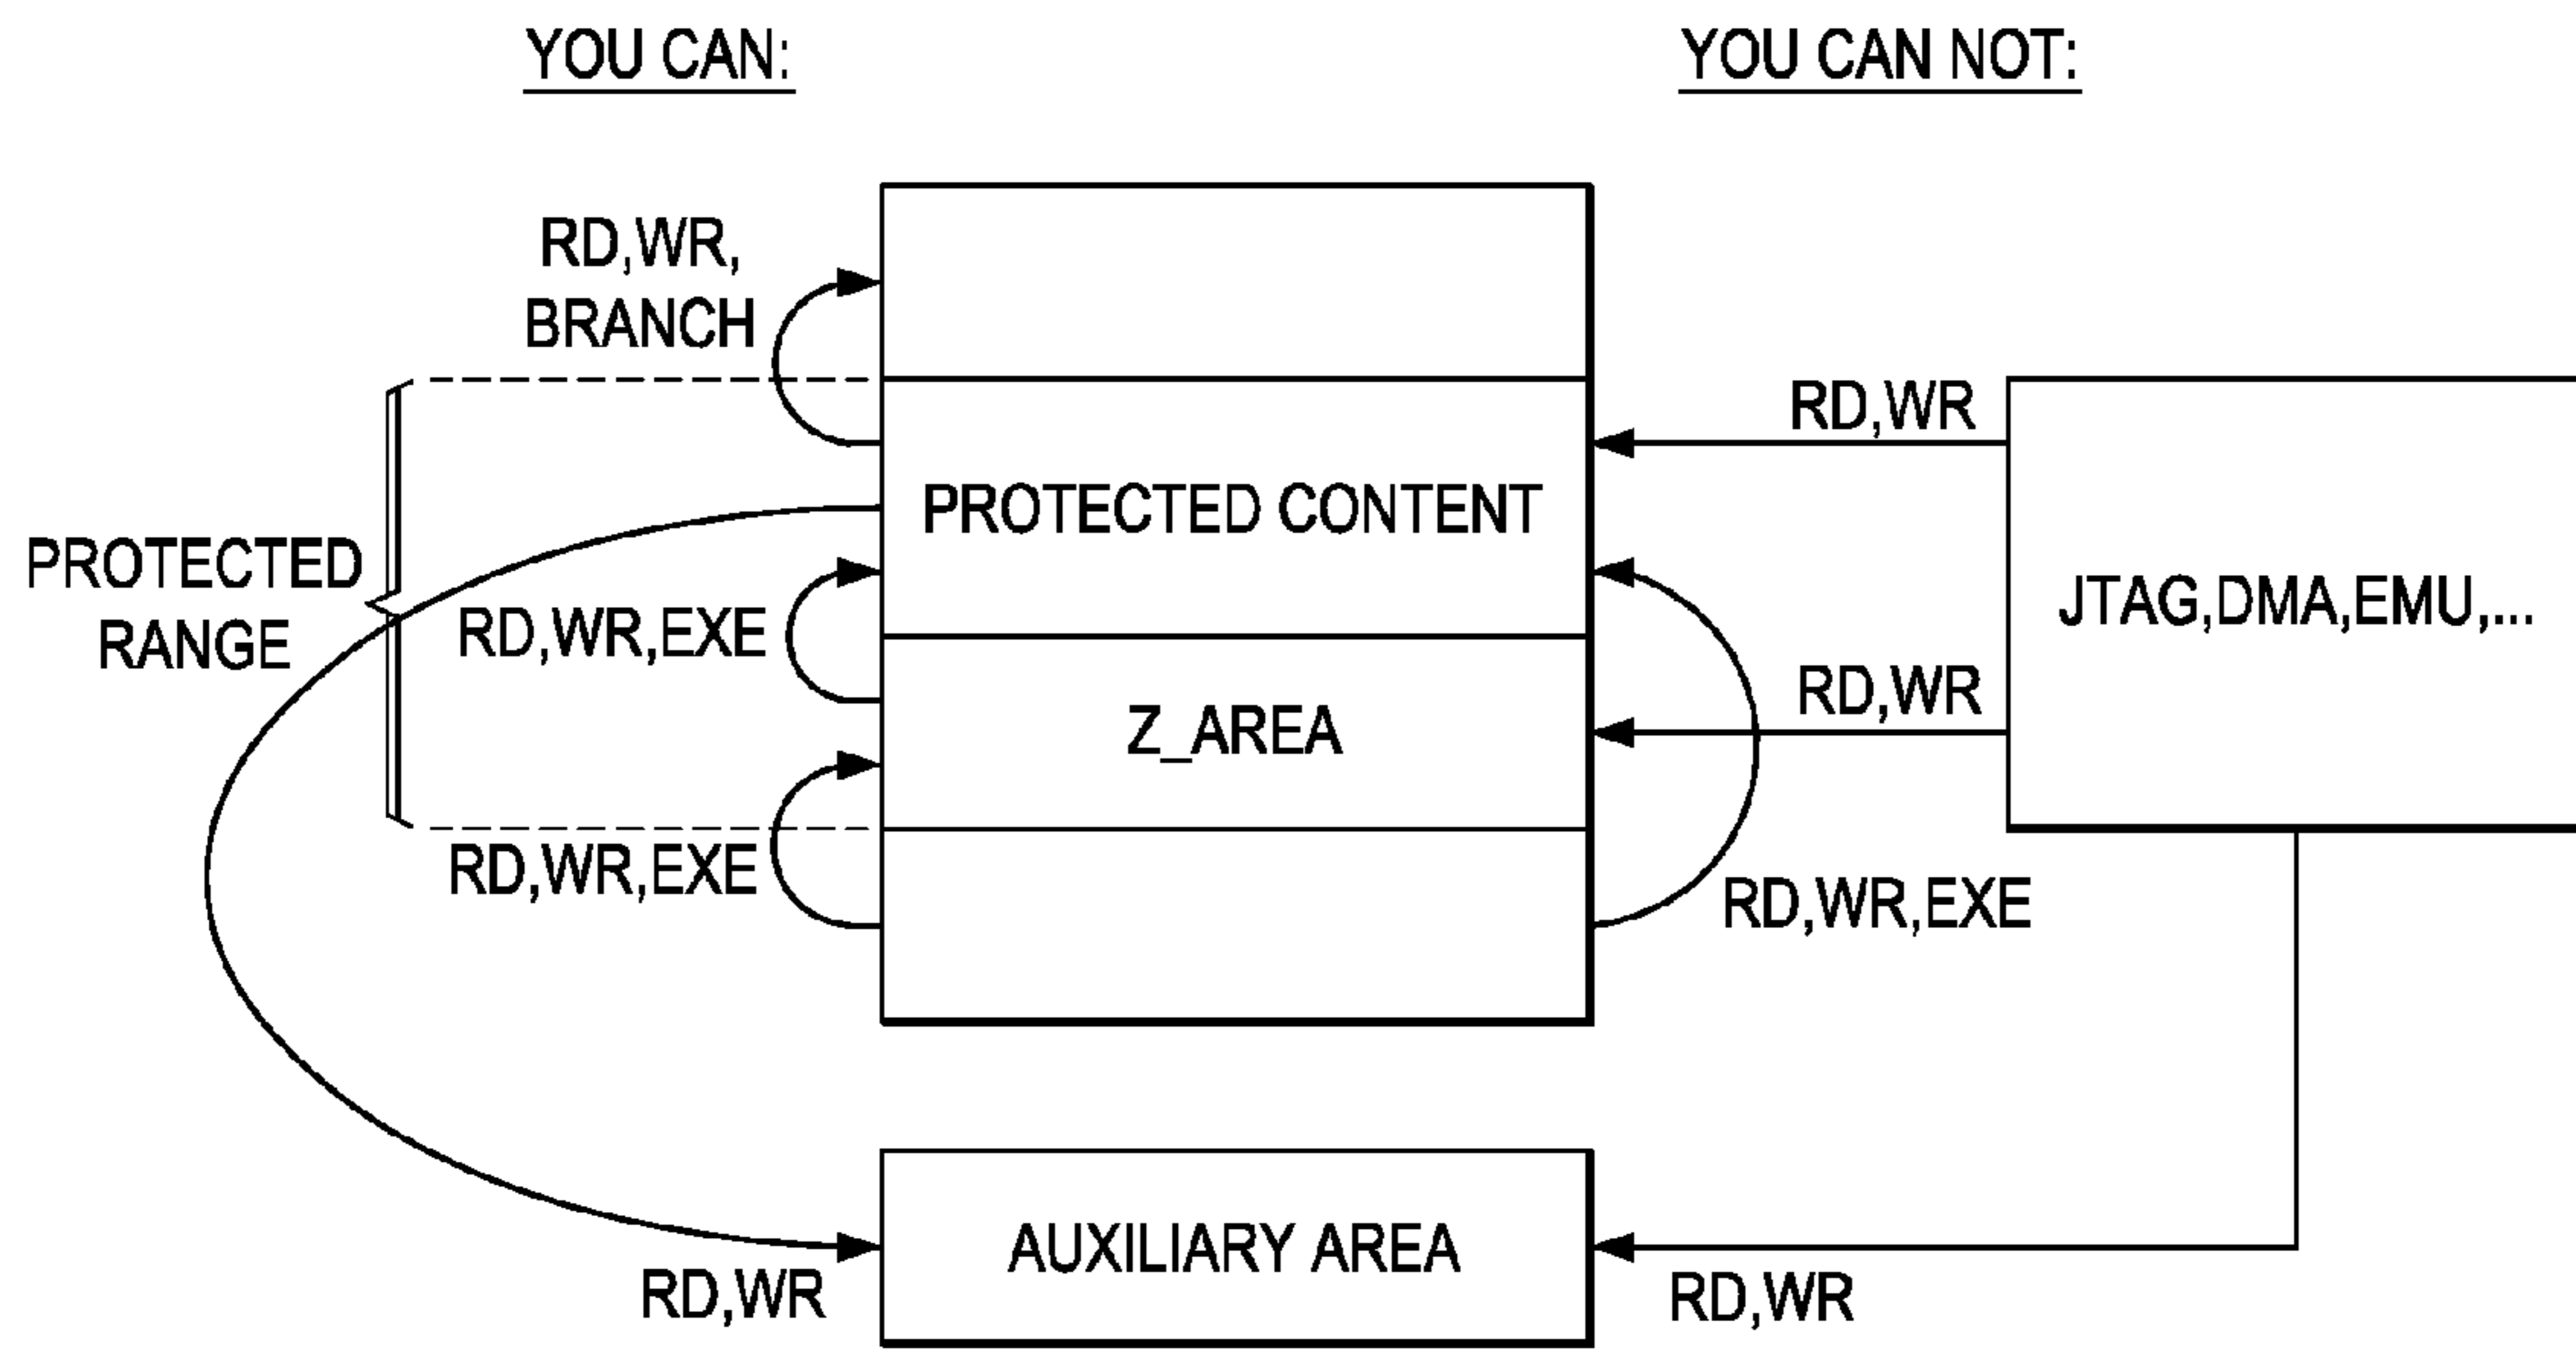 YOU CAN:
YOU CAN NOT:
RD,WR,
BRANCH
RD,WR
PROTECTED CONTENT
PROTECTED
RANGE
RD,WR,EXE
JTAG,DMA,EMU,...
RD,WR
Z_AREA
RD,WR,EXE
RD,WR,EXE
AUXILIARY AREA
RD,WR
RD,WR